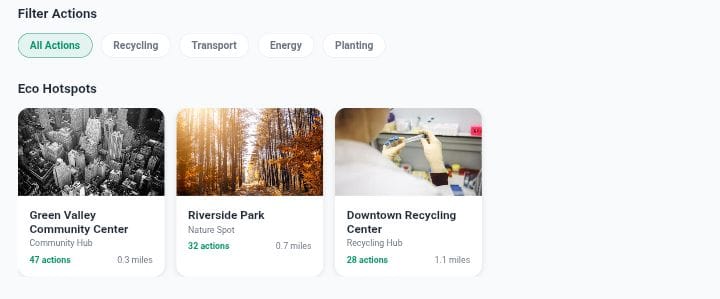 Filter Actions
All Actions
Recycling
Transport
Energy
Planting
Eco Hotspots
Green Valley
Community Center
Community Hub
47 actions
0.3 miles
Riverside Park
Nature Spot
32 actions
0.7 miles
Downtown Recycling
Center
Recycling Hub
28 actions
1.1 miles